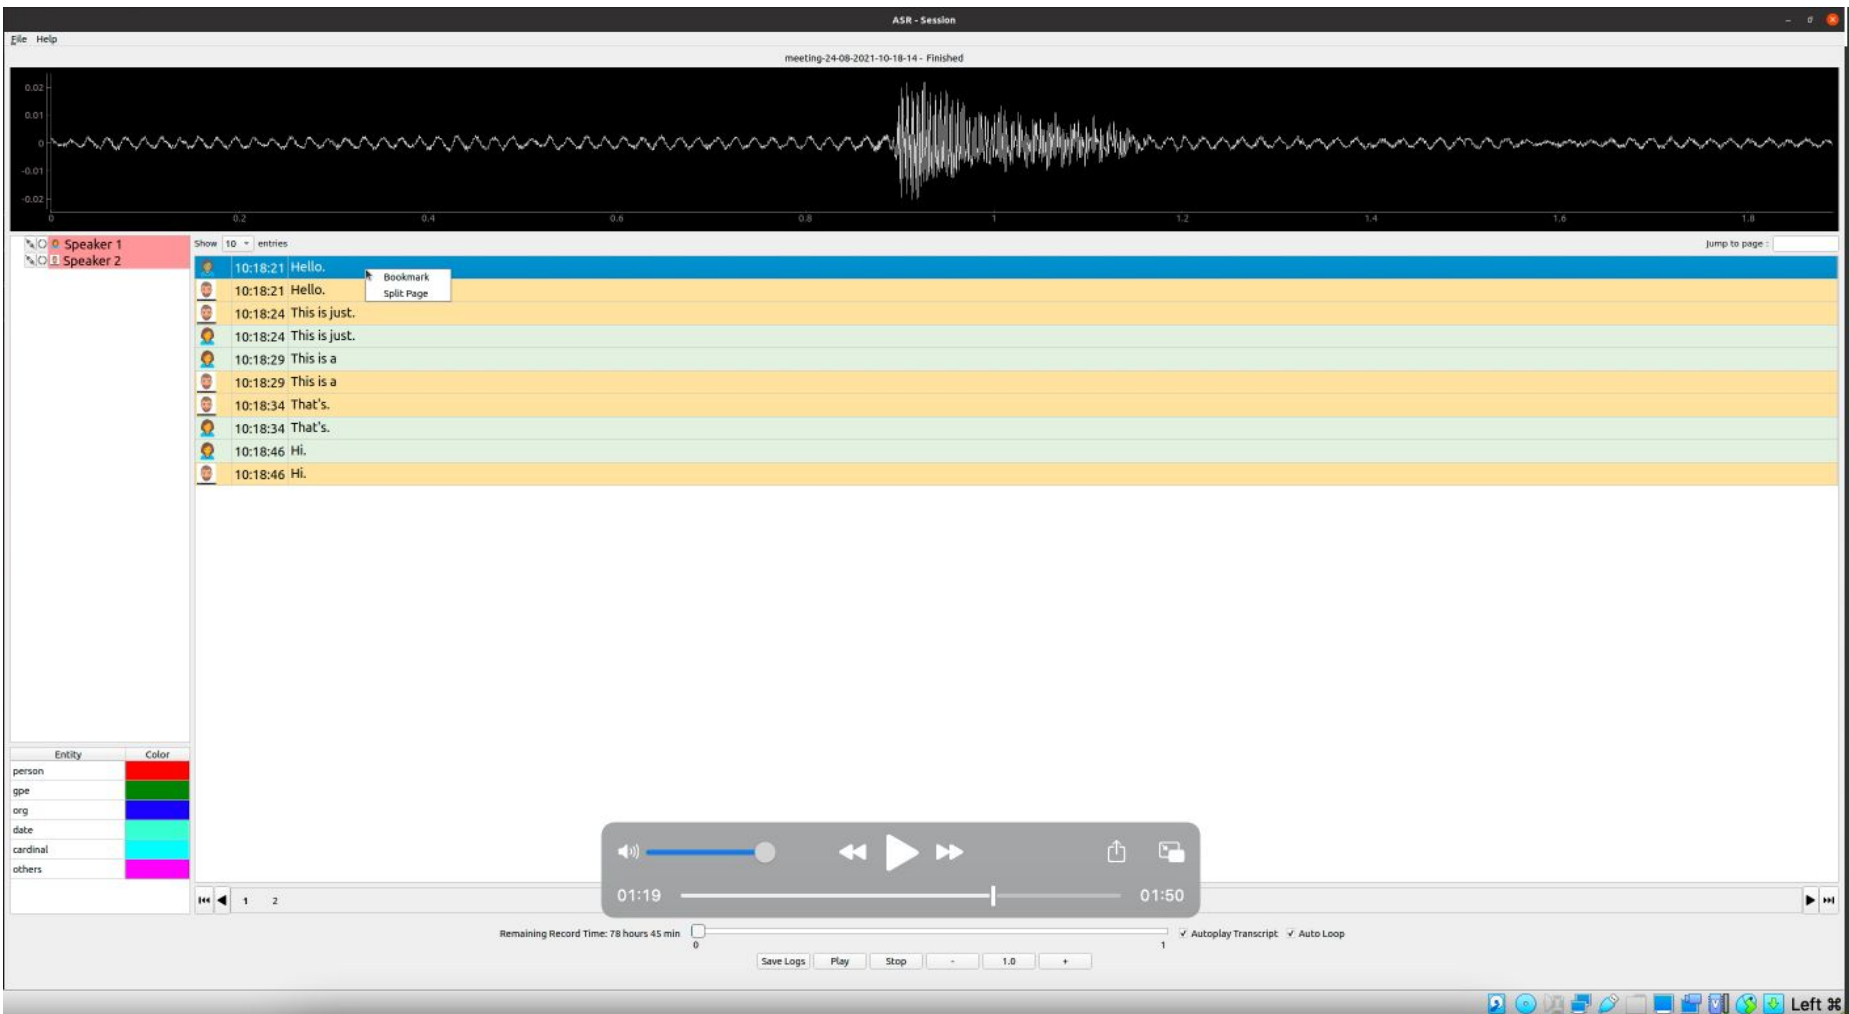 ASR - Session
File Help
meeting-24-08-2021-10-18-14 - Finished
0.02
0.01
0
-0.01
-0.02
0 0.2 0.4 0.6 0.8 1 1.2 1.4 1.6 1.8
Speaker 1
Speaker 2
Show 10 entries
Jump to page :
10:18:21 Hello.
Bookmark
Split Page
10:18:21 Hello.
10:18:24 This is just.
10:18:24 This is just.
10:18:29 This is a
10:18:29 This is a
10:18:34 That's.
10:18:34 That's.
10:18:46 Hi.
10:18:46 Hi.
Entity Color
person
gpe
org
date
cardinal
others
01:19 01:50
1 2
Remaining Record Time: 78 hours 45 min
0 1
Autoplay Transcript Auto Loop
Save Logs Play Stop - 1.0 +
Left ⌘